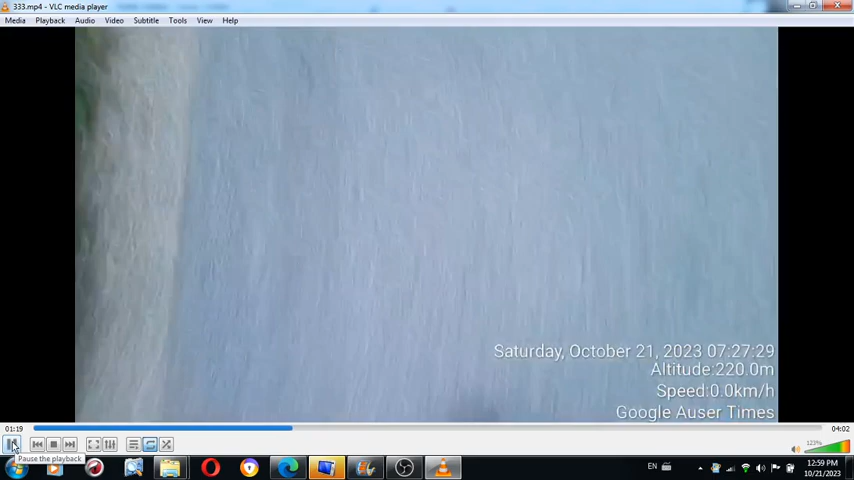 333.mp4 - VLC media player
Media Playback Audio Video Subtitle Tools View Help
Saturday, October 21, 2023 07:27:29
Altitude:220.0m
Speed:0.0km/h
Google Auser Times
01:19
04:02
123%
Pause the playback
EN
12:59 PM
10/21/2023